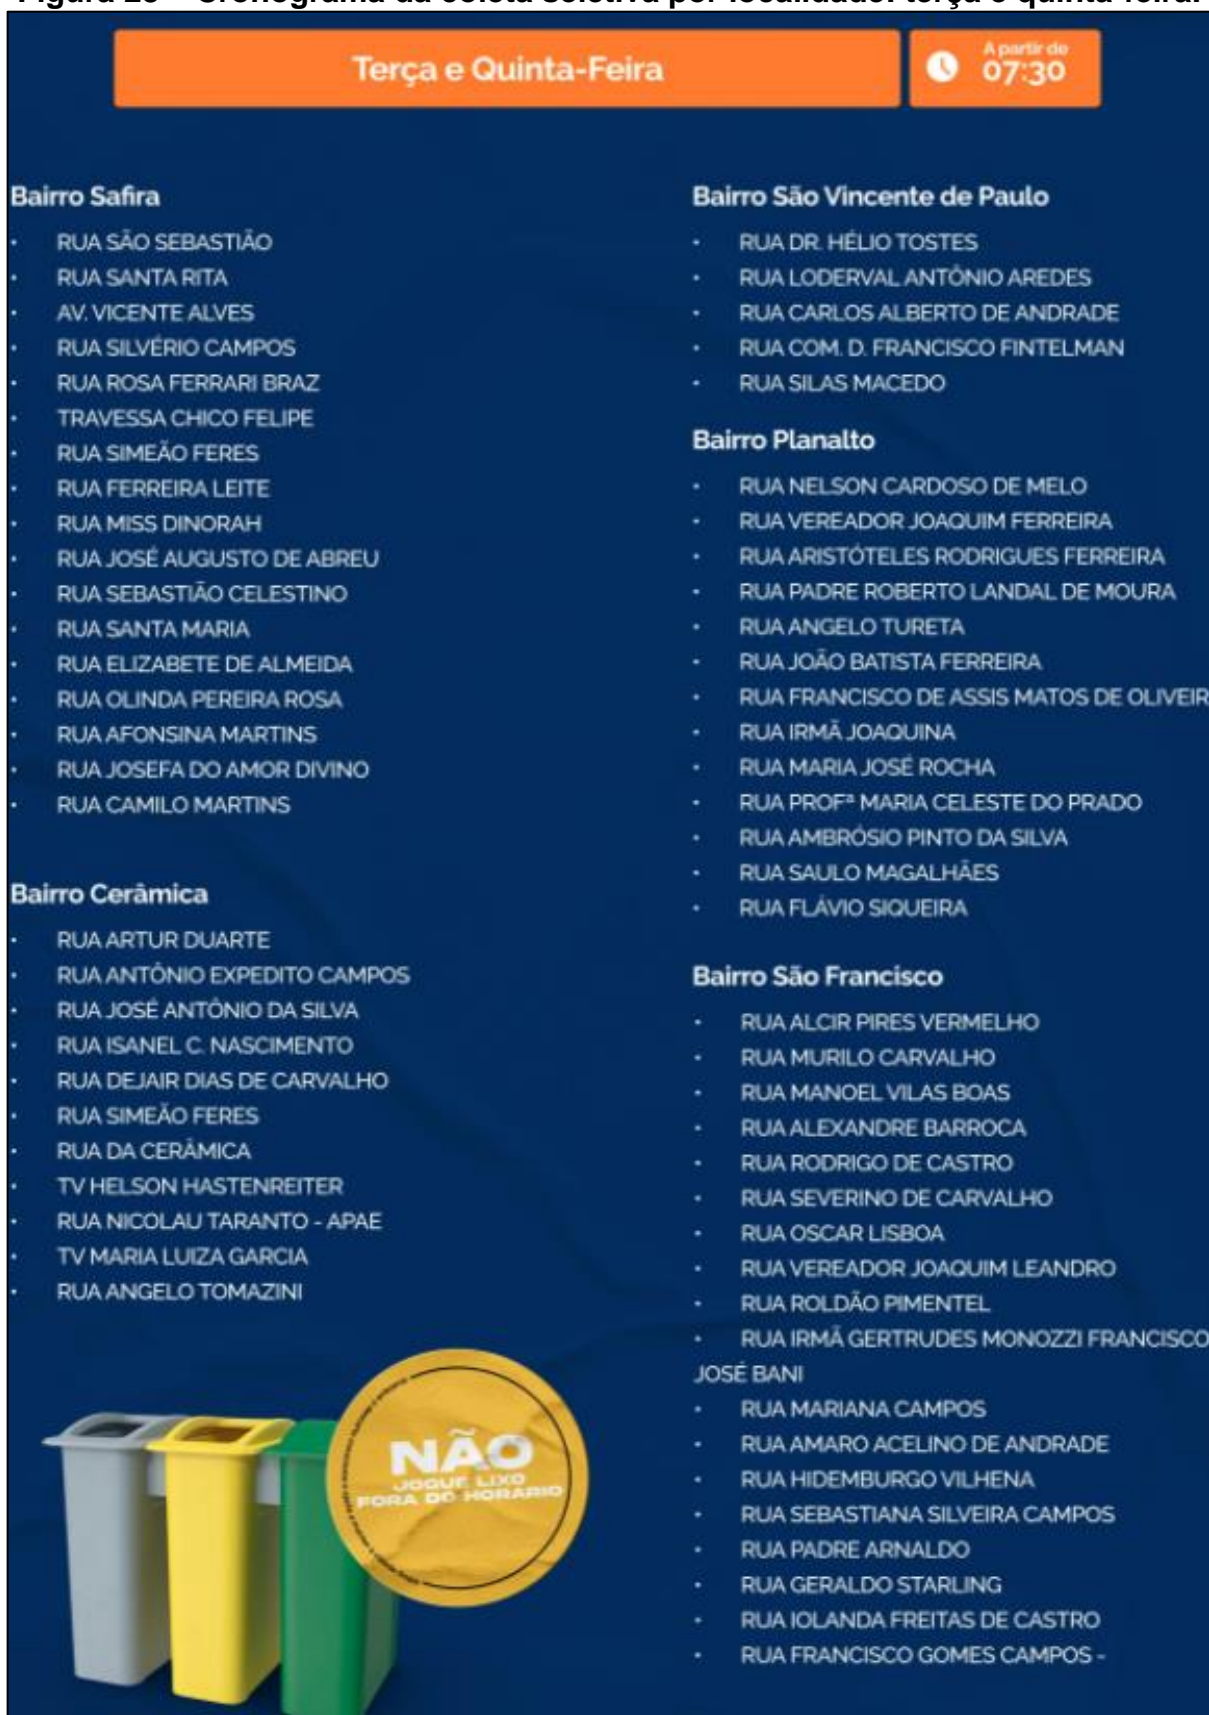 Figura 28 – Cronograma da coleta seletiva por localidade: terça e quinta-feira.
Terça e Quinta-Feira
A partir de
07:30
Bairro Safira
• RUA SÃO SEBASTIÃO
• RUA SANTA RITA
• AV. VICENTE ALVES
• RUA SILVÉRIO CAMPOS
• RUA ROSA FERRARI BRAZ
• TRAVESSA CHICO FELIPE
• RUA SIMEÃO FERES
• RUA FERREIRA LEITE
• RUA MISS DINORAH
• RUA JOSÉ AUGUSTO DE ABREU
• RUA SEBASTIÃO CELESTINO
• RUA SANTA MARIA
• RUA ELIZABETE DE ALMEIDA
• RUA OLINDA PEREIRA ROSA
• RUA AFONSINA MARTINS
• RUA JOSEFA DO AMOR DIVINO
• RUA CAMILO MARTINS
Bairro Cerâmica
• RUA ARTUR DUARTE
• RUA ANTÔNIO EXPEDITO CAMPOS
• RUA JOSÉ ANTÔNIO DA SILVA
• RUA ISANEL C. NASCIMENTO
• RUA DEJAIR DIAS DE CARVALHO
• RUA SIMEÃO FERES
• RUA DA CERÂMICA
• TV HELSON HASTENREITER
• RUA NICOLAU TARANTO - APAE
• TV MARIA LUIZA GARCIA
• RUA ANGELO TOMAZINI
NÃO
JOGUE LIXO
FORA DO HORARIO
Bairro São Vincente de Paulo
• RUA DR. HÉLIO TOSTES
• RUA LODERVAL ANTÔNIO AREDES
• RUA CARLOS ALBERTO DE ANDRADE
• RUA COM. D. FRANCISCO FINTELMAN
• RUA SILAS MACEDO
Bairro Planalto
• RUA NELSON CARDOSO DE MELO
• RUA VEREADOR JOAQUIM FERREIRA
• RUA ARISTÓTELES RODRIGUES FERREIRA
• RUA PADRE ROBERTO LANDAL DE MOURA
• RUA ANGELO TURETA
• RUA JOÃO BATISTA FERREIRA
• RUA FRANCISCO DE ASSIS MATOS DE OLIVEIR
• RUA IRMÃ JOAQUINA
• RUA MARIA JOSÉ ROCHA
• RUA PROFª MARIA CELESTE DO PRADO
• RUA AMBRÓSIO PINTO DA SILVA
• RUA SAULO MAGALHÃES
• RUA FLÁVIO SIQUEIRA
Bairro São Francisco
• RUA ALCIR PIRES VERMELHO
• RUA MURILO CARVALHO
• RUA MANOEL VILAS BOAS
• RUA ALEXANDRE BARROCA
• RUA RODRIGO DE CASTRO
• RUA SEVERINO DE CARVALHO
• RUA OSCAR LISBOA
• RUA VEREADOR JOAQUIM LEANDRO
• RUA ROLDÃO PIMENTEL
• RUA IRMÃ GERTRUDES MONOZZI FRANCISCO
JOSÉ BANI
• RUA MARIANA CAMPOS
• RUA AMARO ACELINO DE ANDRADE
• RUA HIDEMBURGO VILHENA
• RUA SEBASTIANA SILVEIRA CAMPOS
• RUA PADRE ARNALDO
• RUA GERALDO STARLING
• RUA IOLANDA FREITAS DE CASTRO
• RUA FRANCISCO GOMES CAMPOS -